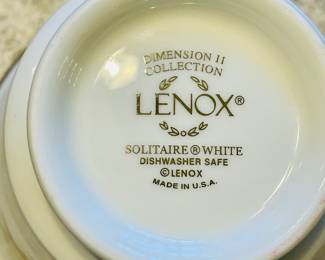 DIMENSION II
COLLECTION
LENOX®
SOLITAIRE ® WHITE
DISHWASHER SAFE
© LENOX
MADE IN U.S.A.